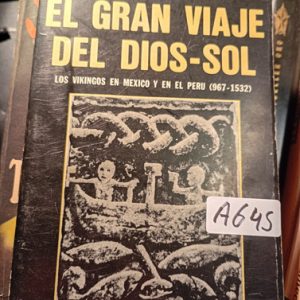 EL GRAN VIAJE
DEL DIOS-SOL
LOS VIKINGOS EN MEXICO Y EN EL PERU (967-1532)
A645